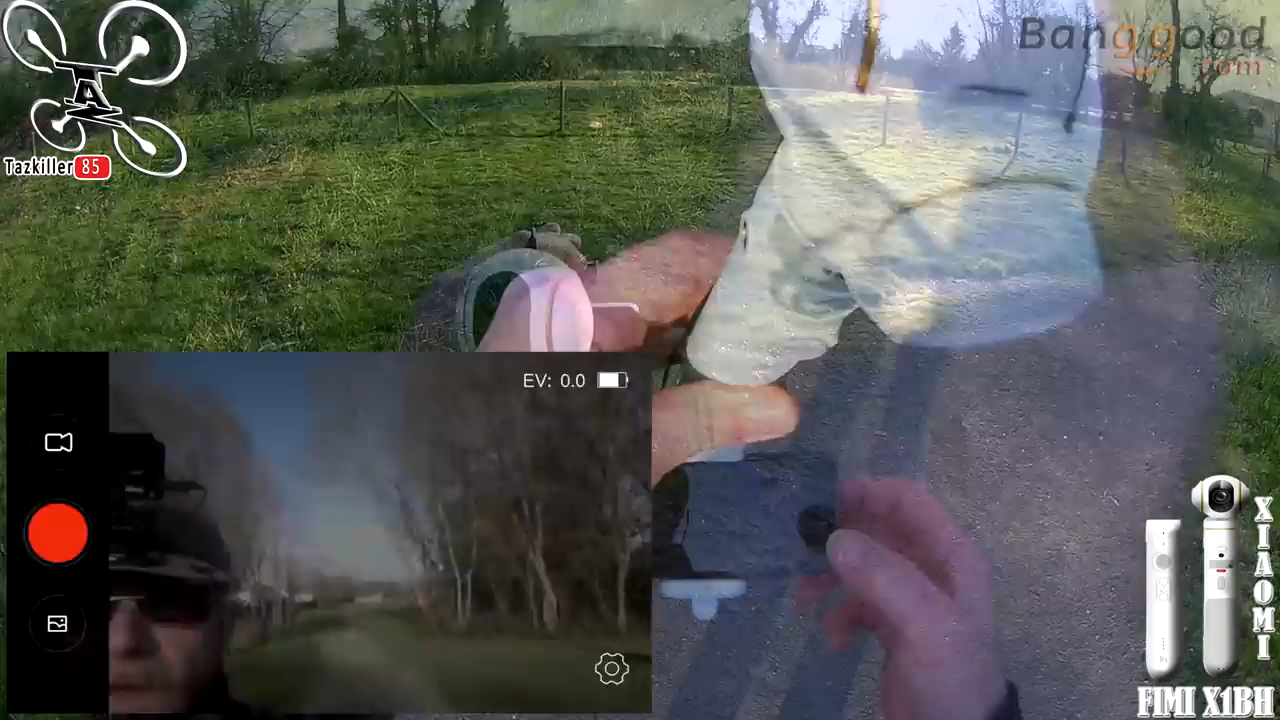 Banggood
.com
A
Tazkiller 85
EV: 0.0
XIAOMI
FIMI X1BH